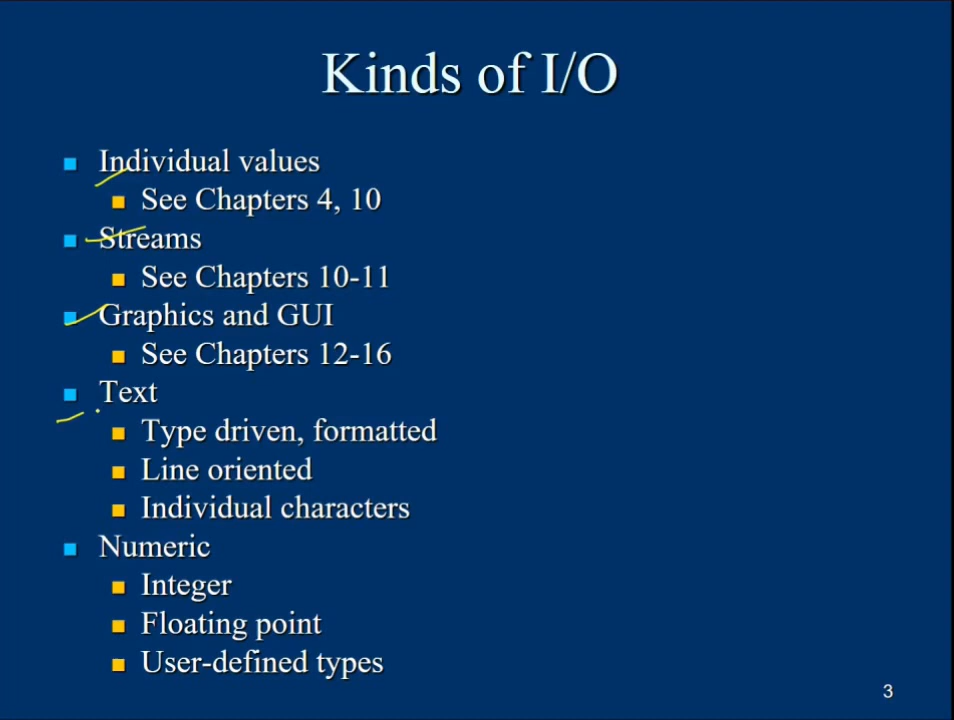 Kinds of I/O
Individual values
See Chapters 4, 10
Streams
See Chapters 10-11
Graphics and GUI
See Chapters 12-16
Text
Type driven, formatted
Line oriented
Individual characters
Numeric
Integer
Floating point
User-defined types
3